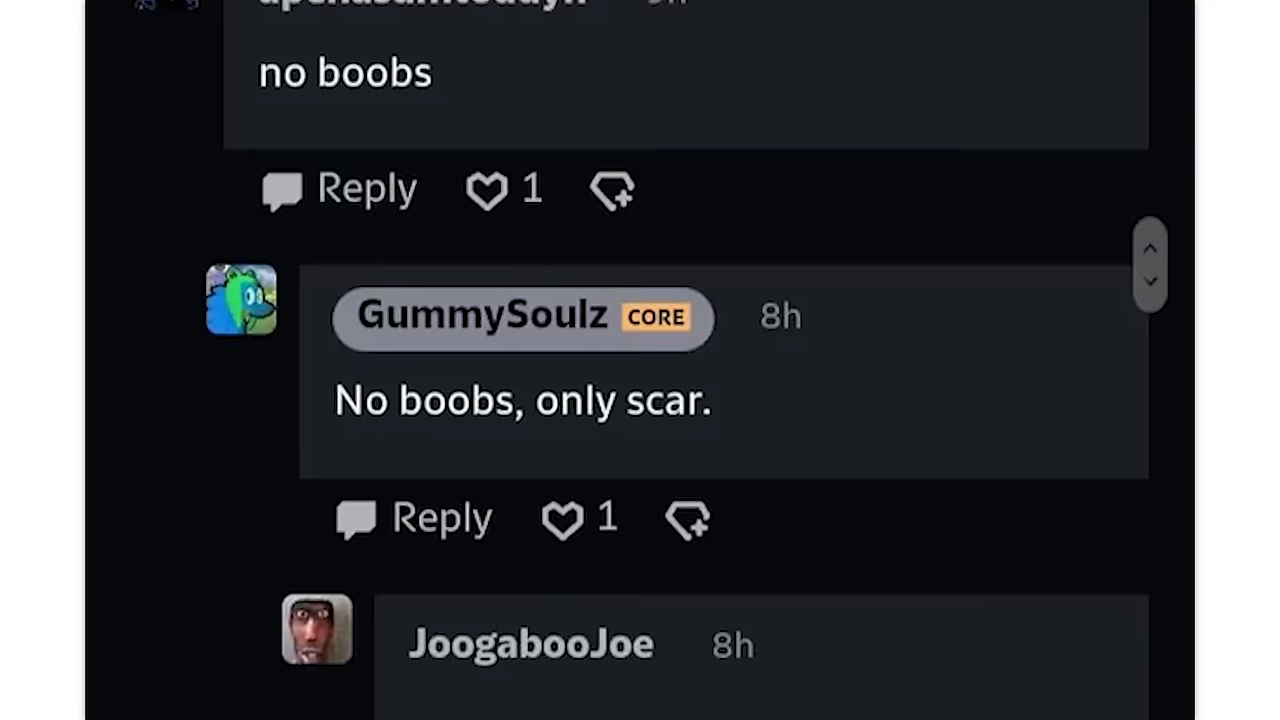 no boobs
Reply 1
GummySoulz CORE 8h
No boobs, only scar.
Reply 1
JoogabooJoe 8h